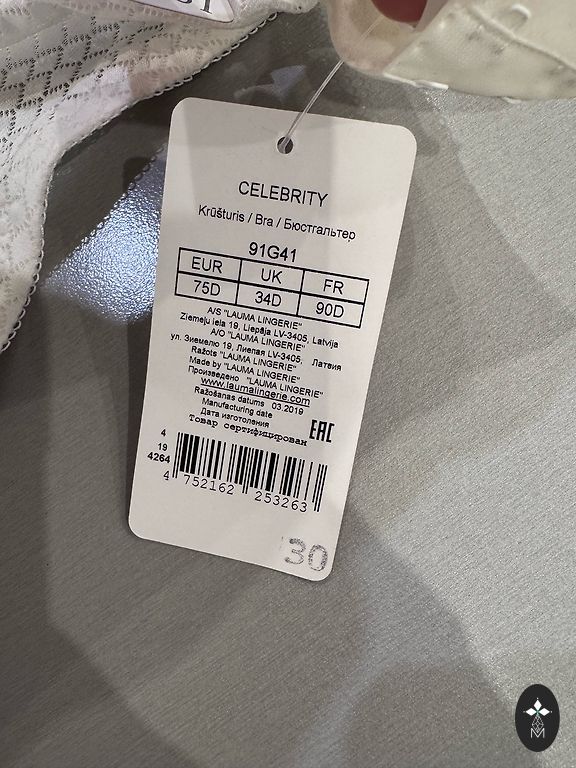 CELEBRITY
Krūšturis / Bra / Бюстгальтер
91G41
EUR UK FR
75D 34D 90D
A/S "LAUMA LINGERIE"
Ziemeļu iela 19, Liepāja LV-3405, Latvija
А/О "LAUMA LINGERIE"
ул. Зиемелю 19, Лиепая LV-3405, Латвия
Ražots "LAUMA LINGERIE"
Made by "LAUMA LINGERIE"
Произведено "LAUMA LINGERIE"
www.laumalingerie.com
Ražošanas datums 03.2019
Manufacturing date
Дата изготоления
Товар сертифицирован EAC
4
19
4264
4 752162 253263
30
M